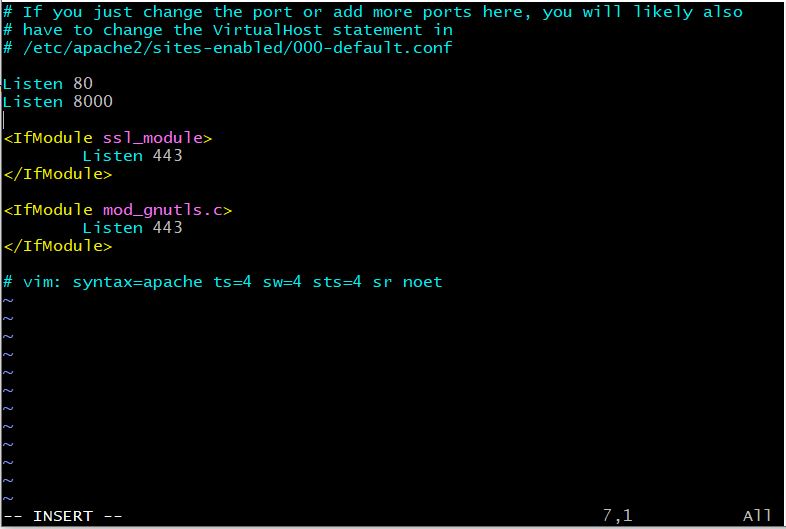 # If you just change the port or add more ports here, you will likely also
# have to change the VirtualHost statement in
# /etc/apache2/sites-enabled/000-default.conf

Listen 80
Listen 8000

<IfModule ssl_module>
        Listen 443
</IfModule>

<IfModule mod_gnutls.c>
        Listen 443
</IfModule>

# vim: syntax=apache ts=4 sw=4 sts=4 sr noet
~
~
~
~
~
~
~
~
~
~
~
~
-- INSERT -- 7,1 All